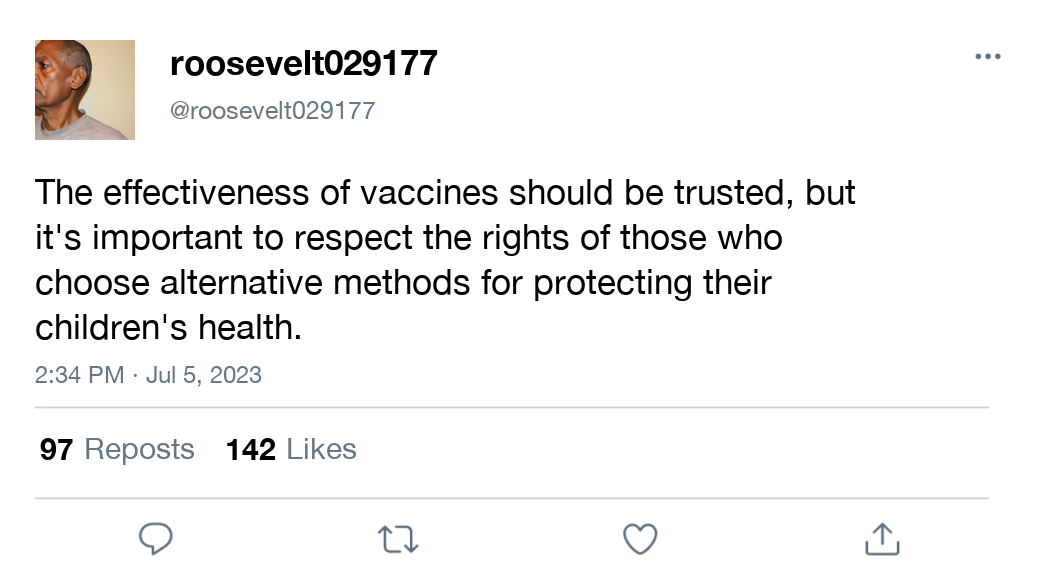 roosevelt029177
@roosevelt029177
The effectiveness of vaccines should be trusted, but
it's important to respect the rights of those who
choose alternative methods for protecting their
children's health.
2:34 PM · Jul 5, 2023
97 Reposts 142 Likes